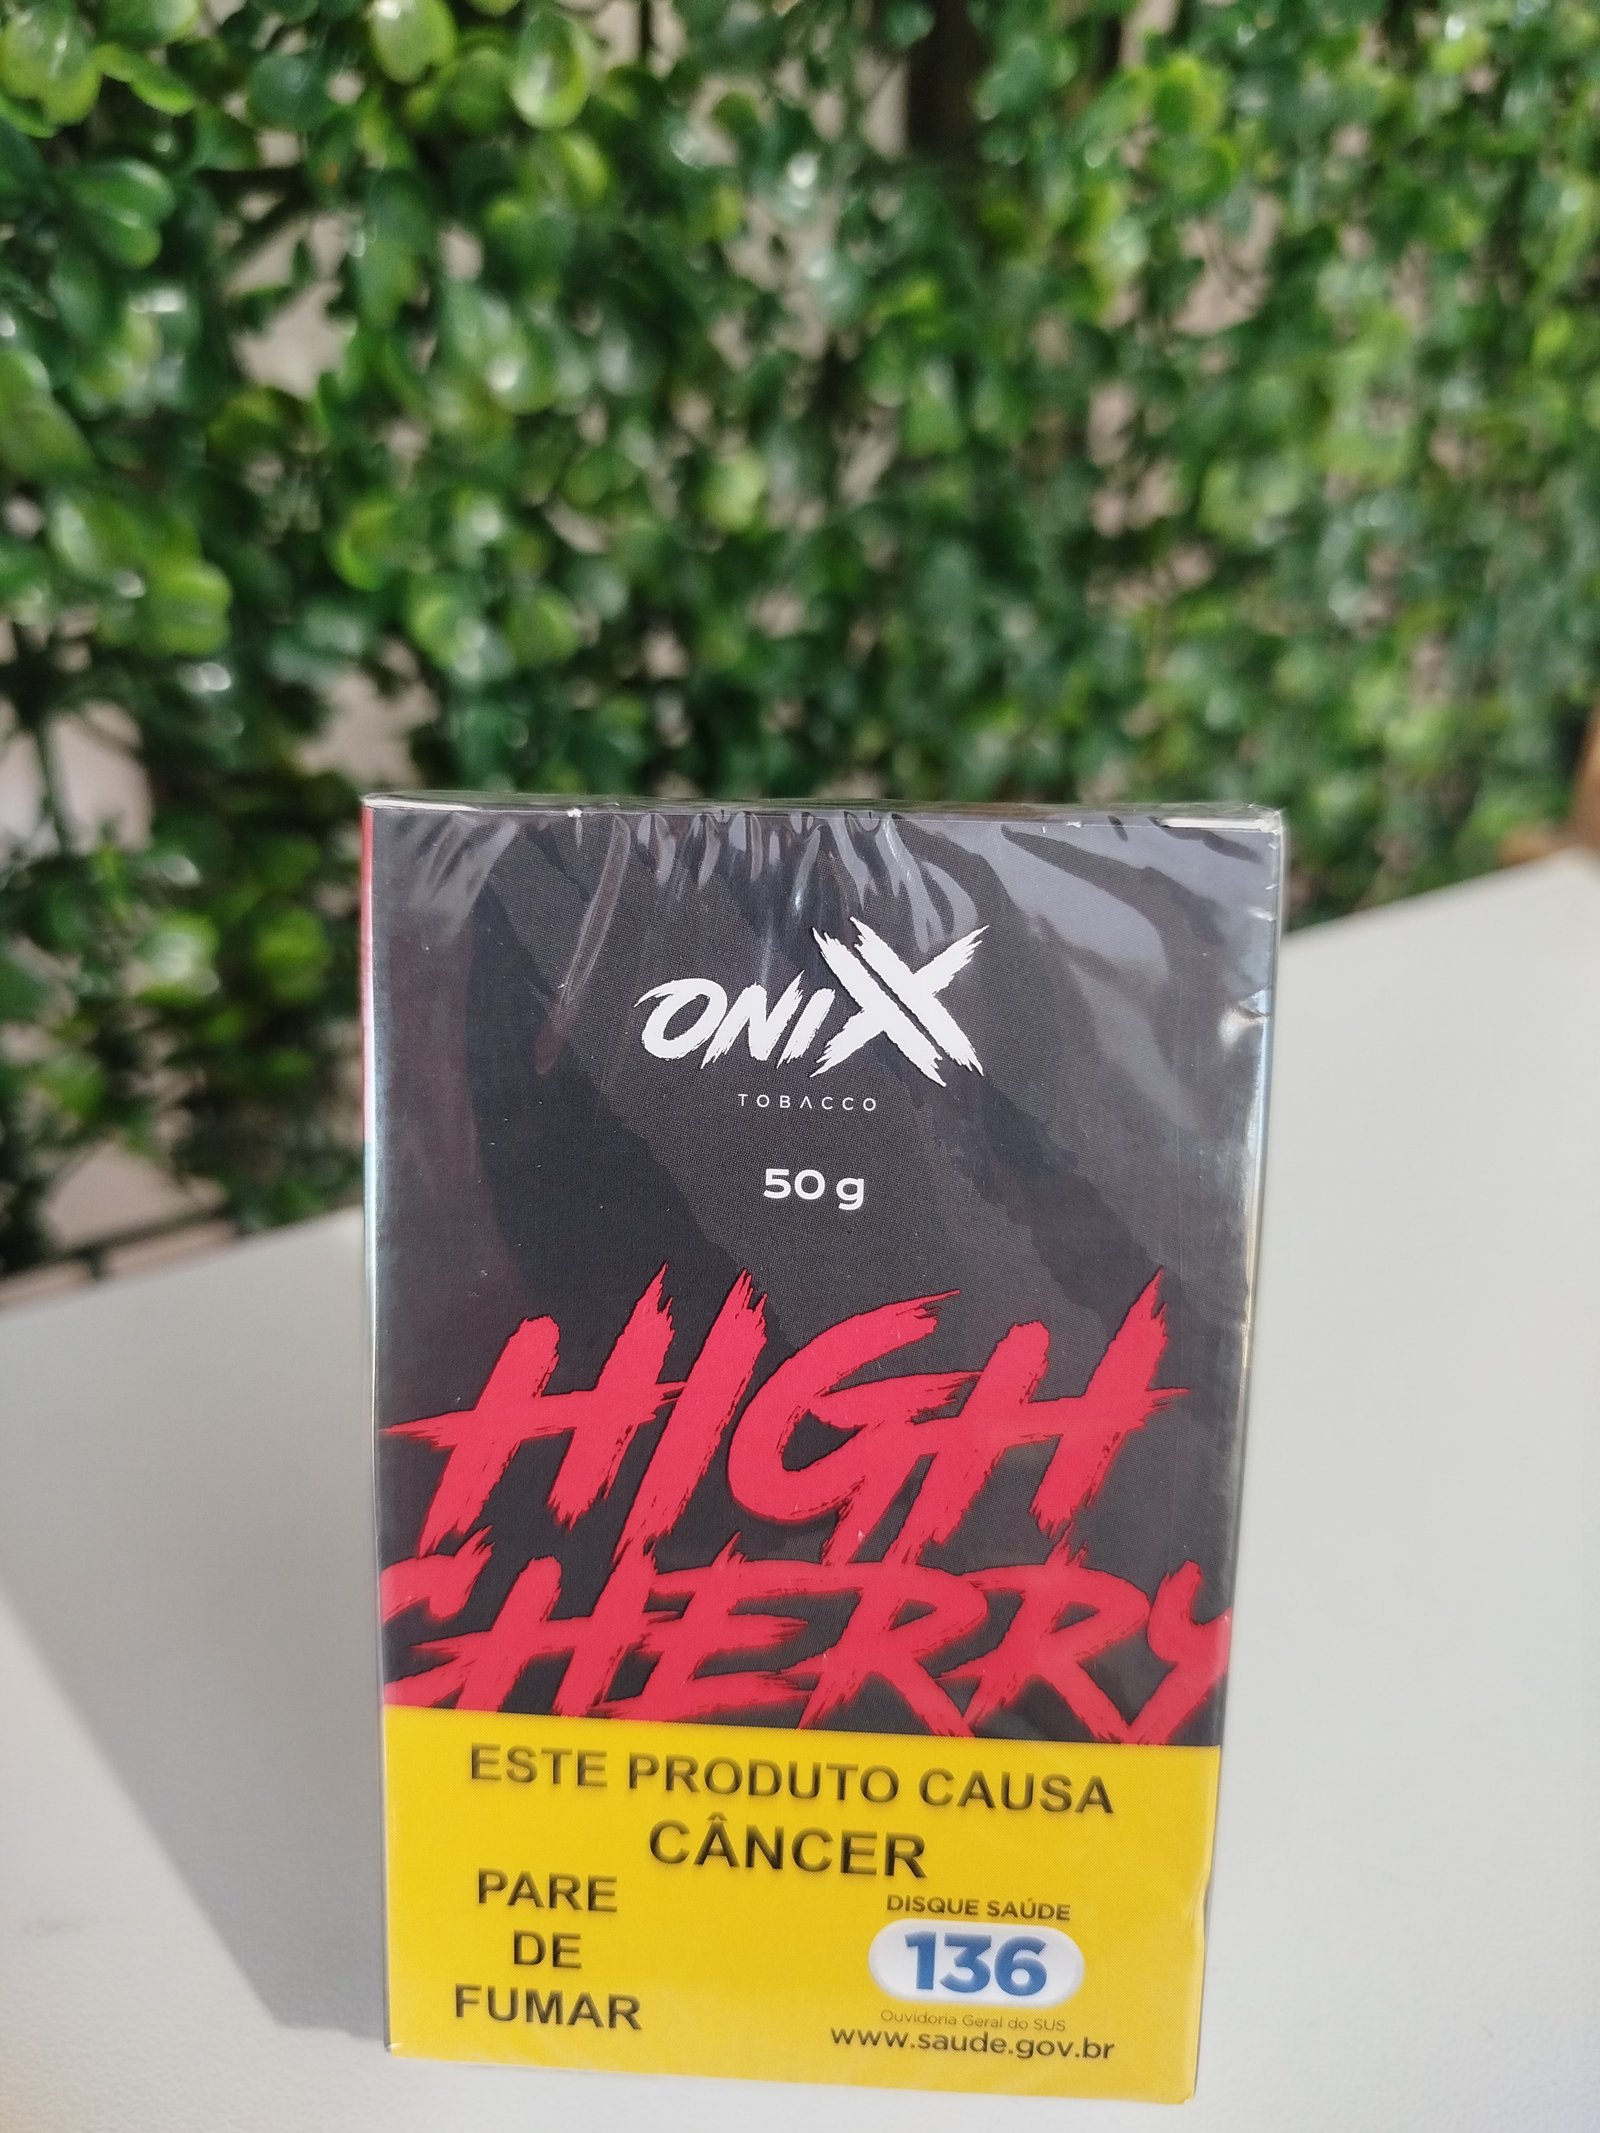 ONIX
TOBACCO
50 g
HIGH
CHERRY
ESTE PRODUTO CAUSA
CÂNCER
PARE
DE
FUMAR
DISQUE SAÚDE
136
Ouvidoria Geral do SUS
www.saude.gov.br